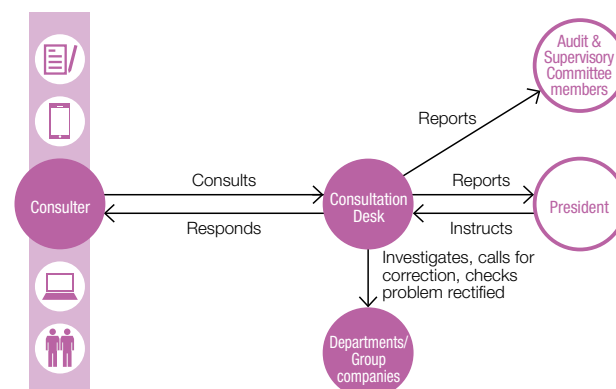 Audit &
Supervisory
Committee
members
Reports
Consulter
Consults
Responds
Consultation
Desk
Reports
Instructs
President
Investigates, calls for
correction, checks
problem rectified
Departments/
Group
companies